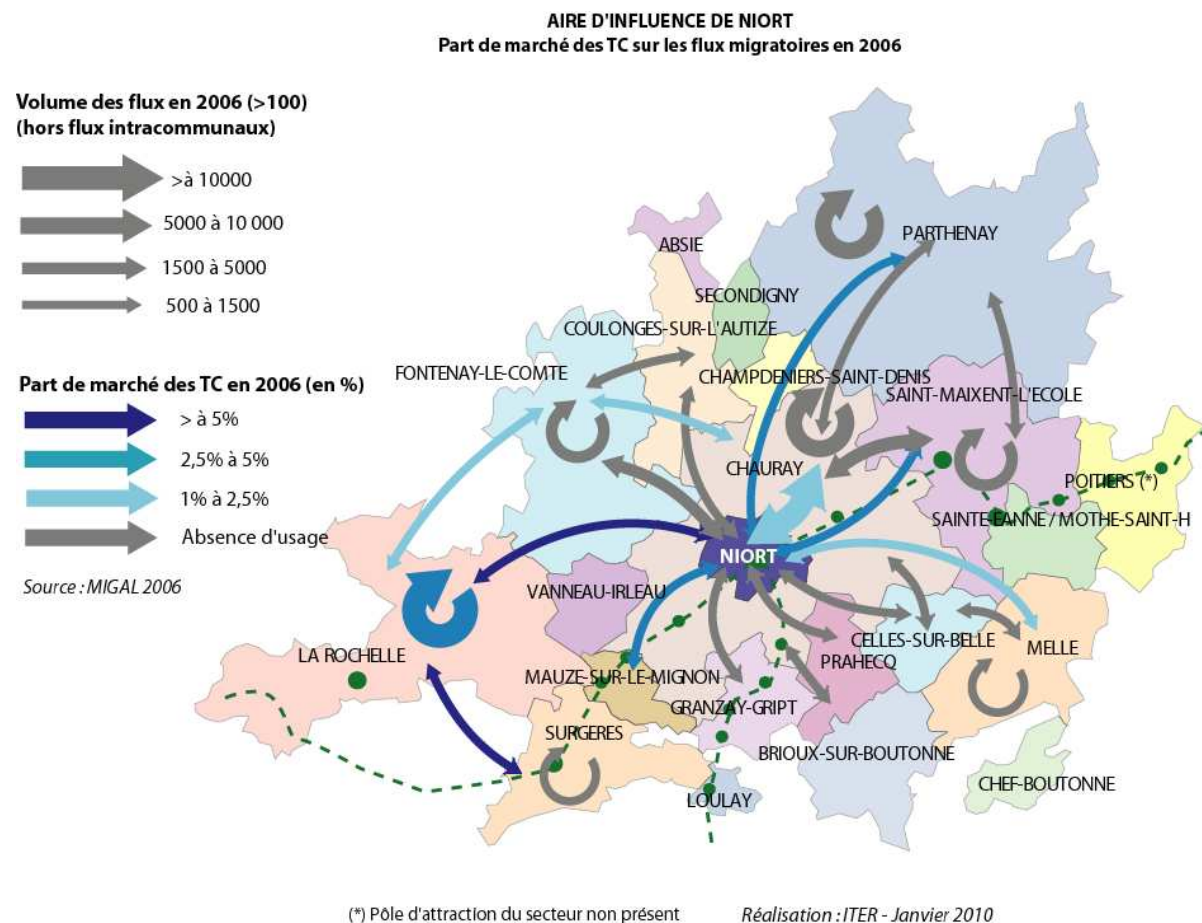 AIRE D'INFLUENCE DE NIORT
Part de marché des TC sur les flux migratoires en 2006
Volume des flux en 2006 (>100)
(hors flux intracommunaux)
>à 10000
5000 à 10 000
1500 à 5000
500 à 1500
Part de marché des TC en 2006 (en %)
> à 5%
2,5% à 5%
1% à 2,5%
Absence d'usage
Source : MIGAL 2006
PARTHENAY
ABSIE
SECONDIGNY
COULONGES-SUR-L'AUTIZE
FONTENAY-LE-COMTE
CHAMPDENIERS-SAINT-DENIS
SAINT-MAIXENT-L'ECOLE
CHAURAY
POITIERS (*)
SAINTE-EANNE / MOTHE-SAINT-H
NIORT
VANNEAU-IRLEAU
CELLES-SUR-BELLE
MELLE
LA ROCHELLE
PRAHECQ
MAUZE-SUR-LE-MIGNON
GRANZAY-GRIPT
SURGERES
BRIOUX-SUR-BOUTONNE
CHEF-BOUTONNE
LOULAY
(*) Pôle d'attraction du secteur non présent
Réalisation : ITER - Janvier 2010